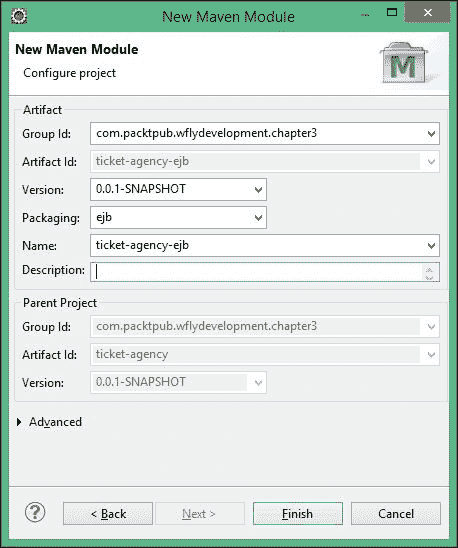 New Maven Module
New Maven Module
Configure project
M
Artifact
Group Id: com.packtpub.wflydevelopment.chapter3
Artifact Id: ticket-agency-ejb
Version: 0.0.1-SNAPSHOT
Packaging: ejb
Name: ticket-agency-ejb
Description:
Parent Project
Group Id: com.packtpub.wflydevelopment.chapter3
Artifact Id: ticket-agency
Version: 0.0.1-SNAPSHOT
Advanced
? < Back Next > Finish Cancel